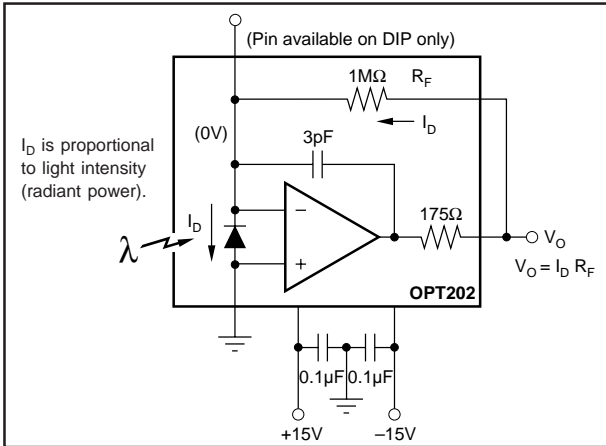 (Pin available on DIP only)
1MΩ R_F
I_D
(0V)
3pF
I_D is proportional
to light intensity
(radiant power).
I_D
λ
–
+
175Ω
V_O
V_O = I_D R_F
OPT202
0.1µF 0.1µF
+15V –15V